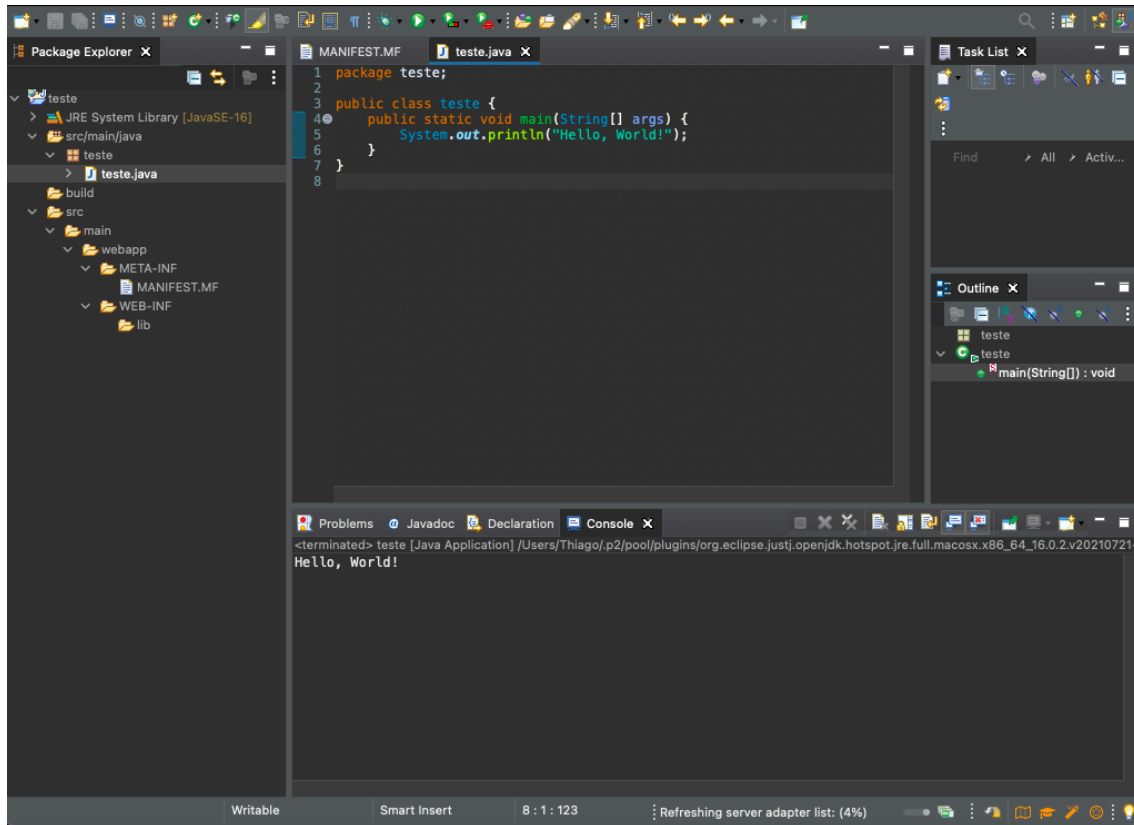 Package Explorer
teste
JRE System Library [JavaSE-16]
src/main/java
teste
teste.java
build
src
main
webapp
META-INF
MANIFEST.MF
WEB-INF
lib
MANIFEST.MF
teste.java
1 package teste;
2
3 public class teste {
4 public static void main(String[] args) {
5 System.out.println("Hello, World!");
6 }
7 }
8
Task List
Find All Activ...
Outline
teste
teste
main(String[]) : void
Problems Javadoc Declaration Console
<terminated> teste [Java Application] /Users/Thiago/.p2/pool/plugins/org.eclipse.justj.openjdk.hotspot.jre.full.macosx.x86_64_16.0.2.v20210721-
Hello, World!
Writable Smart Insert 8 : 1 : 123 Refreshing server adapter list: (4%)